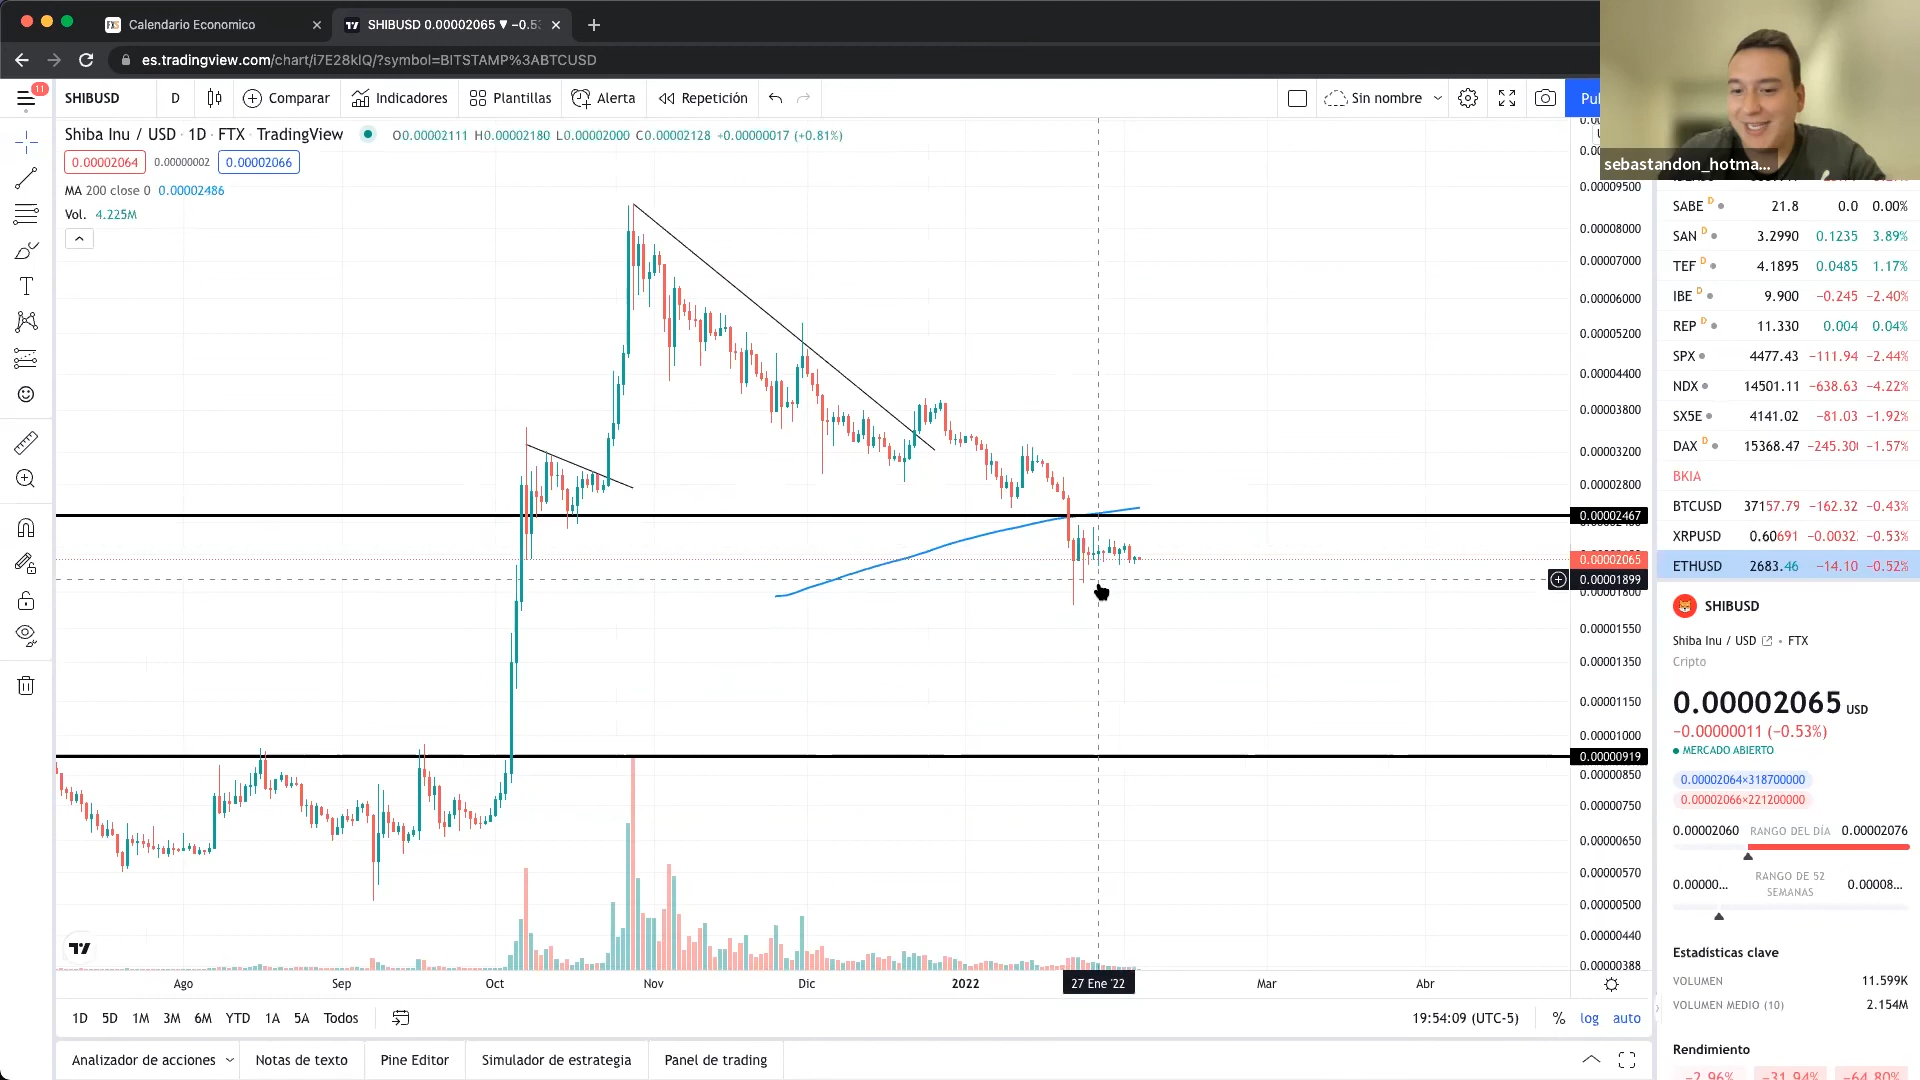 Calendario Economico
SHIBUSD 0.00002065 ▼ −0.5
es.tradingview.com/chart/i7E28kIQ/?symbol=BITSTAMP%3ABTCUSD
11
SHIBUSD
D
Comparar
Indicadores
Plantillas
Alerta
Repetición
Sin nombre
sebastandon_hotma...
Shiba Inu / USD · 1D · FTX · TradingView
O0.00002111 H0.00002180 L0.00002000 C0.00002128 +0.00000017 (+0.81%)
0.00002064 0.00000002 0.00002066
MA 200 close 0 0.00002486
Vol. 4.225M
0.00009500
0.00008000
0.00007000
0.00006000
0.00005200
0.00004400
0.00003800
0.00003200
0.00002800
0.00002467
0.00002065
0.00001899
0.00001800
0.00001550
0.00001350
0.00001150
0.00001000
0.00000919
0.00000850
0.00000750
0.00000650
0.00000570
0.00000500
0.00000440
0.00000388
Ago
Sep
Oct
Nov
Dic
2022
27 Ene '22
Mar
Abr
1D 5D 1M 3M 6M YTD 1A 5A Todos
19:54:09 (UTC-5)
% log auto
Analizador de acciones
Notas de texto
Pine Editor
Simulador de estrategia
Panel de trading
SABE D 21.8 0.0 0.00%
SAN D 3.2990 0.1235 3.89%
TEF D 4.1895 0.0485 1.17%
IBE D 9.900 −0.245 −2.40%
REP D 11.330 0.004 0.04%
SPX 4477.43 −111.94 −2.44%
NDX 14501.11 −638.63 −4.22%
SX5E 4141.02 −81.03 −1.92%
DAX D 15368.47 −245.30 −1.57%
BKIA
BTCUSD 37157.79 −162.32 −0.43%
XRPUSD 0.60691 −0.0032 −0.53%
ETHUSD 2683.46 −14.10 −0.52%
SHIBUSD
Shiba Inu / USD · FTX
Cripto
0.00002065 USD
−0.00000011 (−0.53%)
MERCADO ABIERTO
0.00002064×318700000
0.00002066×221200000
0.00002060 RANGO DEL DÍA 0.00002076
0.00000... RANGO DE 52 SEMANAS 0.00008...
Estadísticas clave
VOLUMEN 11.599K
VOLUMEN MEDIO (10) 2.154M
Rendimiento
−2.96% −31.94% −64.80%